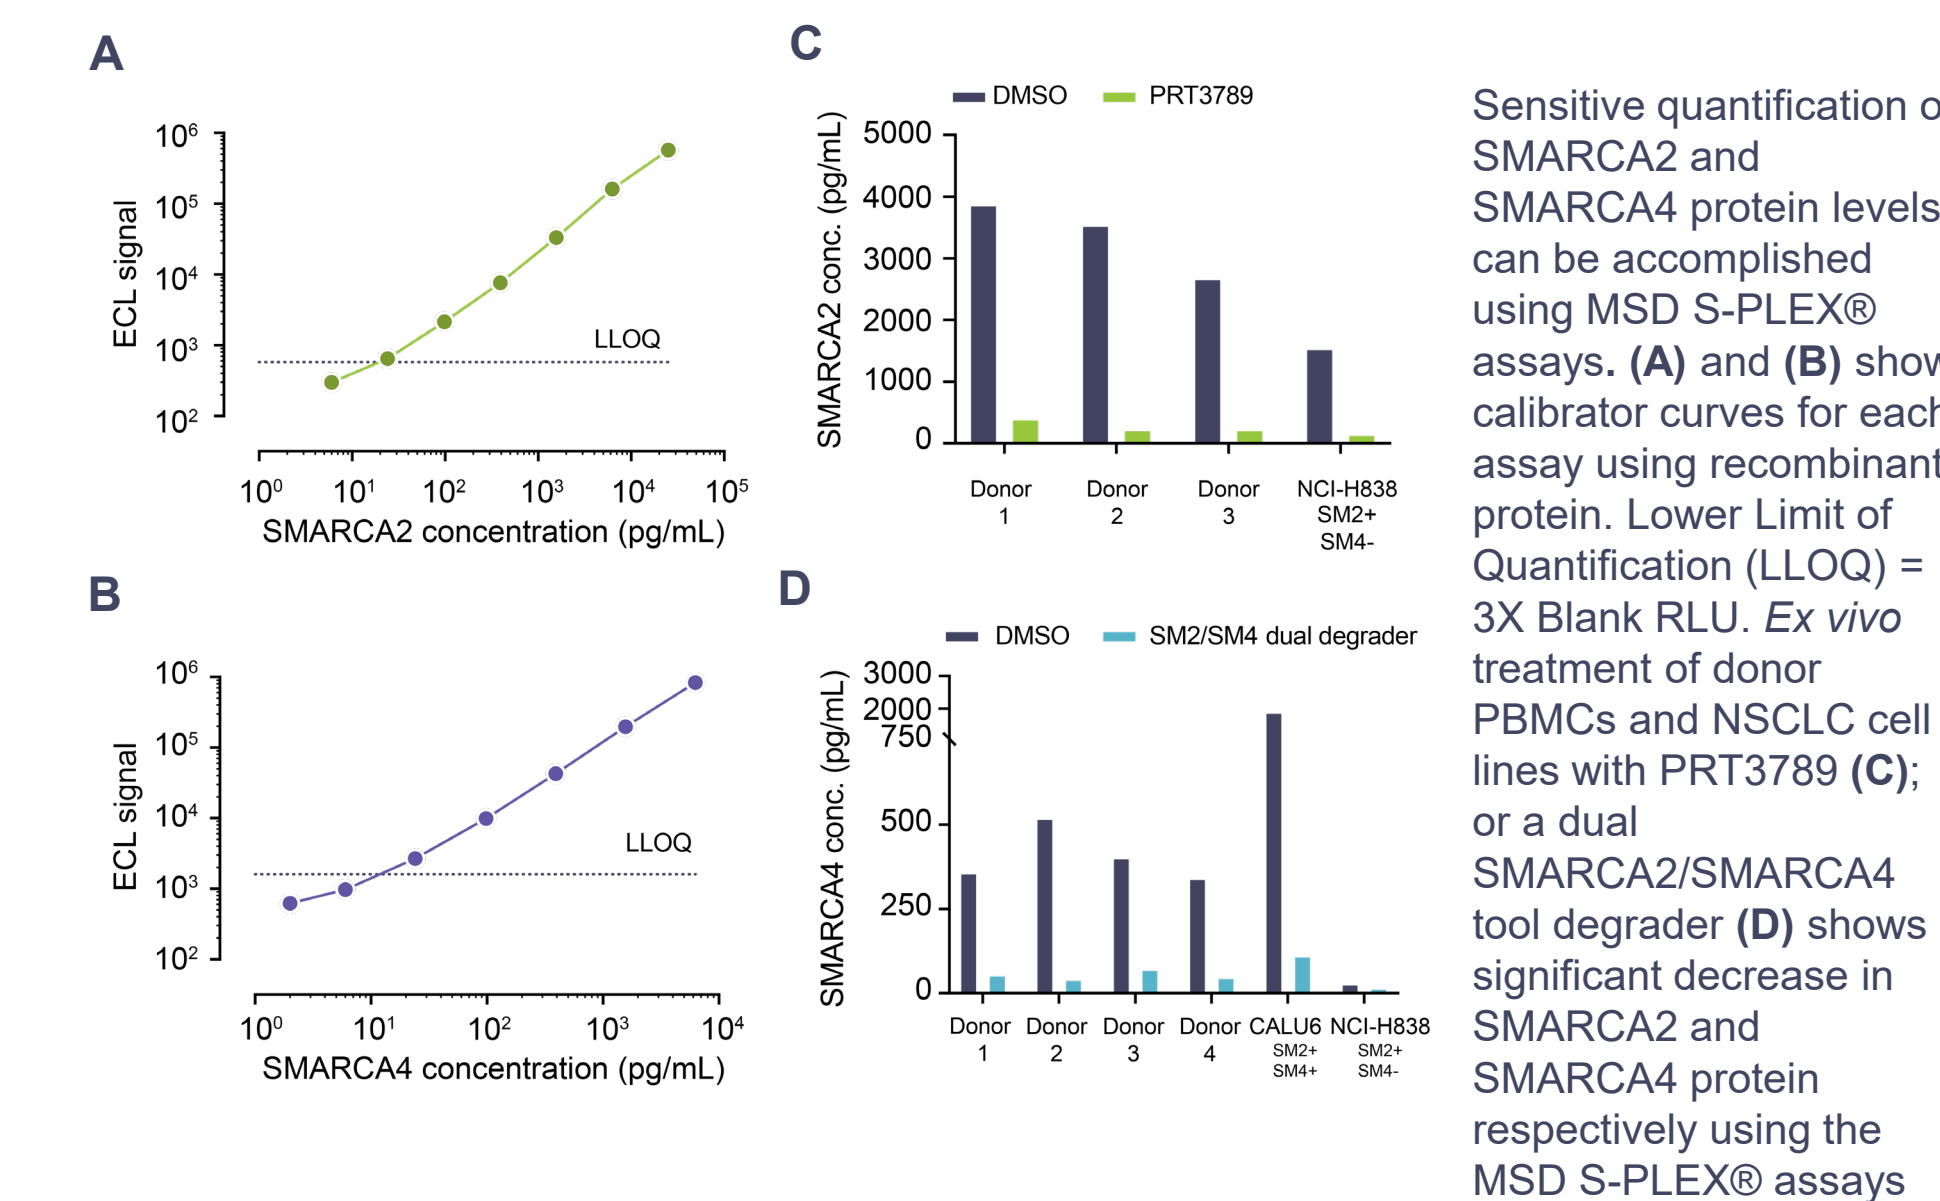 A
10⁶
10⁵
10⁴
10³
10²
ECL signal
LLOQ
10⁰ 10¹ 10² 10³ 10⁴ 10⁵
SMARCA2 concentration (pg/mL)
B
10⁶
10⁵
10⁴
10³
10²
ECL signal
LLOQ
10⁰ 10¹ 10² 10³ 10⁴
SMARCA4 concentration (pg/mL)
C
DMSO PRT3789
SMARCA2 conc. (pg/mL)
5000
4000
3000
2000
1000
0
Donor Donor Donor NCI-H838
1 2 3 SM2+
SM4-
D
DMSO SM2/SM4 dual degrader
SMARCA4 conc. (pg/mL)
3000
2000
750
500
250
0
Donor Donor Donor Donor CALU6 NCI-H838
1 2 3 4 SM2+ SM2+
SM4+ SM4-
Sensitive quantification o
SMARCA2 and
SMARCA4 protein levels
can be accomplished
using MSD S-PLEX®
assays. (A) and (B) show
calibrator curves for each
assay using recombinant
protein. Lower Limit of
Quantification (LLOQ) =
3X Blank RLU. Ex vivo
treatment of donor
PBMCs and NSCLC cell
lines with PRT3789 (C);
or a dual
SMARCA2/SMARCA4
tool degrader (D) shows
significant decrease in
SMARCA2 and
SMARCA4 protein
respectively using the
MSD S-PLEX® assays